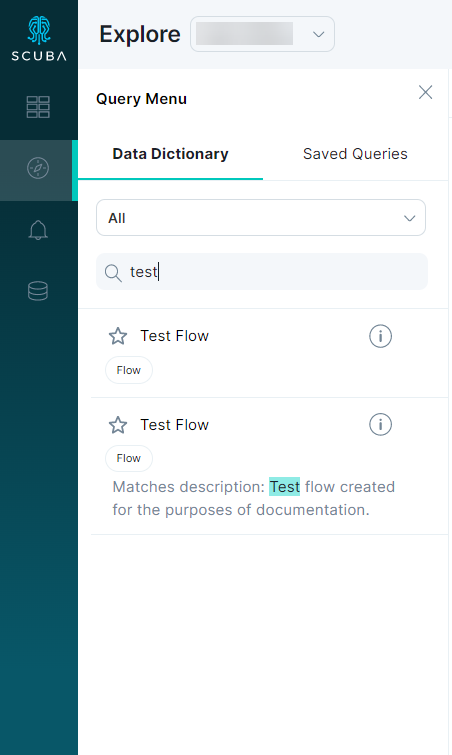 SCUBA
Explore
Query Menu
Data Dictionary
Saved Queries
All
test
Test Flow
Flow
Test Flow
Flow
Matches description: Test flow created
for the purposes of documentation.